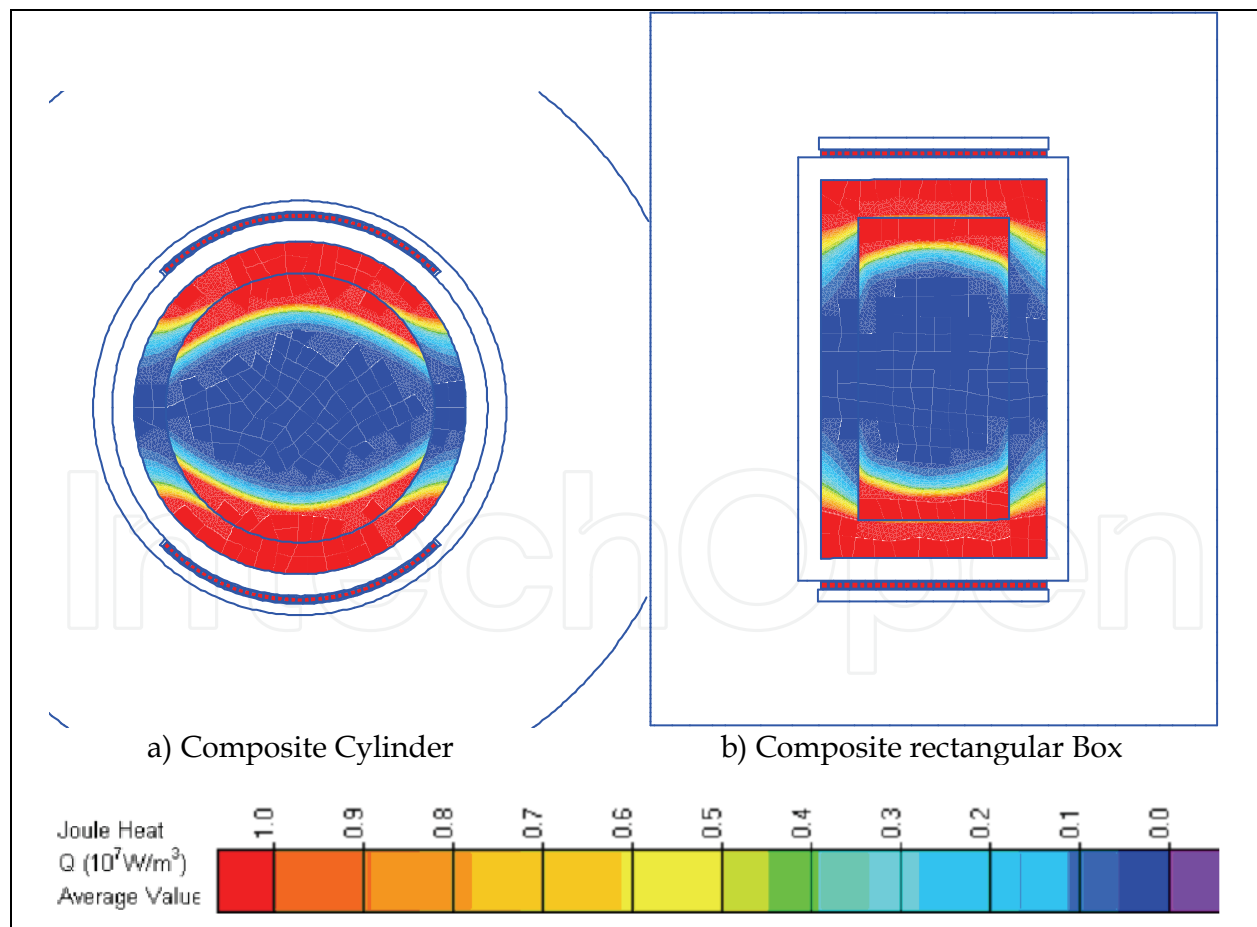 IntechOpen
a) Composite Cylinder
b) Composite rectangular Box
1.0 0.9 0.8 0.7 0.6 0.5 0.4 0.3 0.2 0.1 0.0
Joule Heat
Q (10⁷W/m³)
Average Value